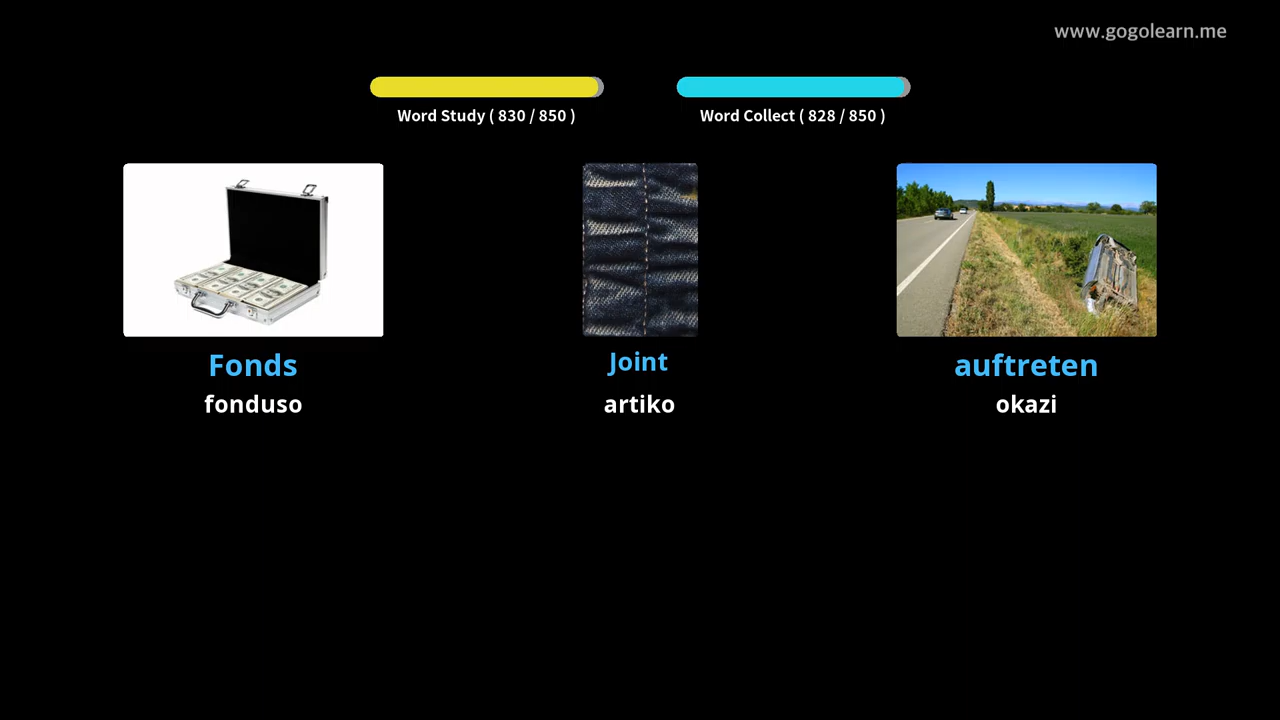 www.gogolearn.me
Word Study ( 830 / 850 )
Word Collect ( 828 / 850 )
Fonds
Joint
auftreten
fonduso
artiko
okazi